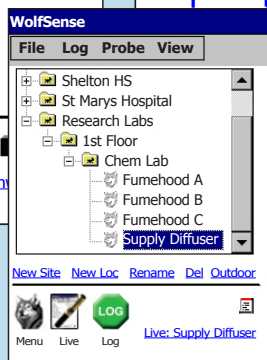 WolfSense
File Log Probe View
Shelton HS
St Marys Hospital
Research Labs
1st Floor
Chem Lab
Fumehood A
Fumehood B
Fumehood C
Supply Diffuser
New Site New Loc Rename Del Outdoor
LOG
Menu Live Log
Live: Supply Diffuser